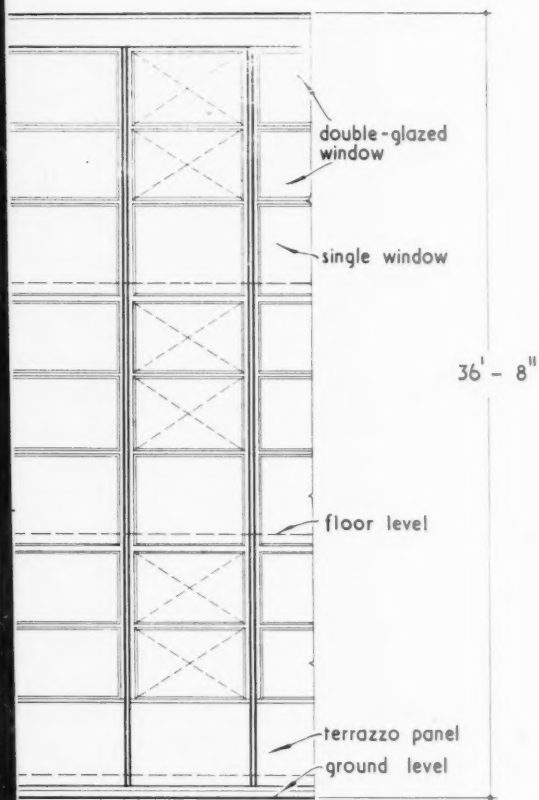 double-glazed
window
single window
36' - 8"
floor level
terrazzo panel
ground level